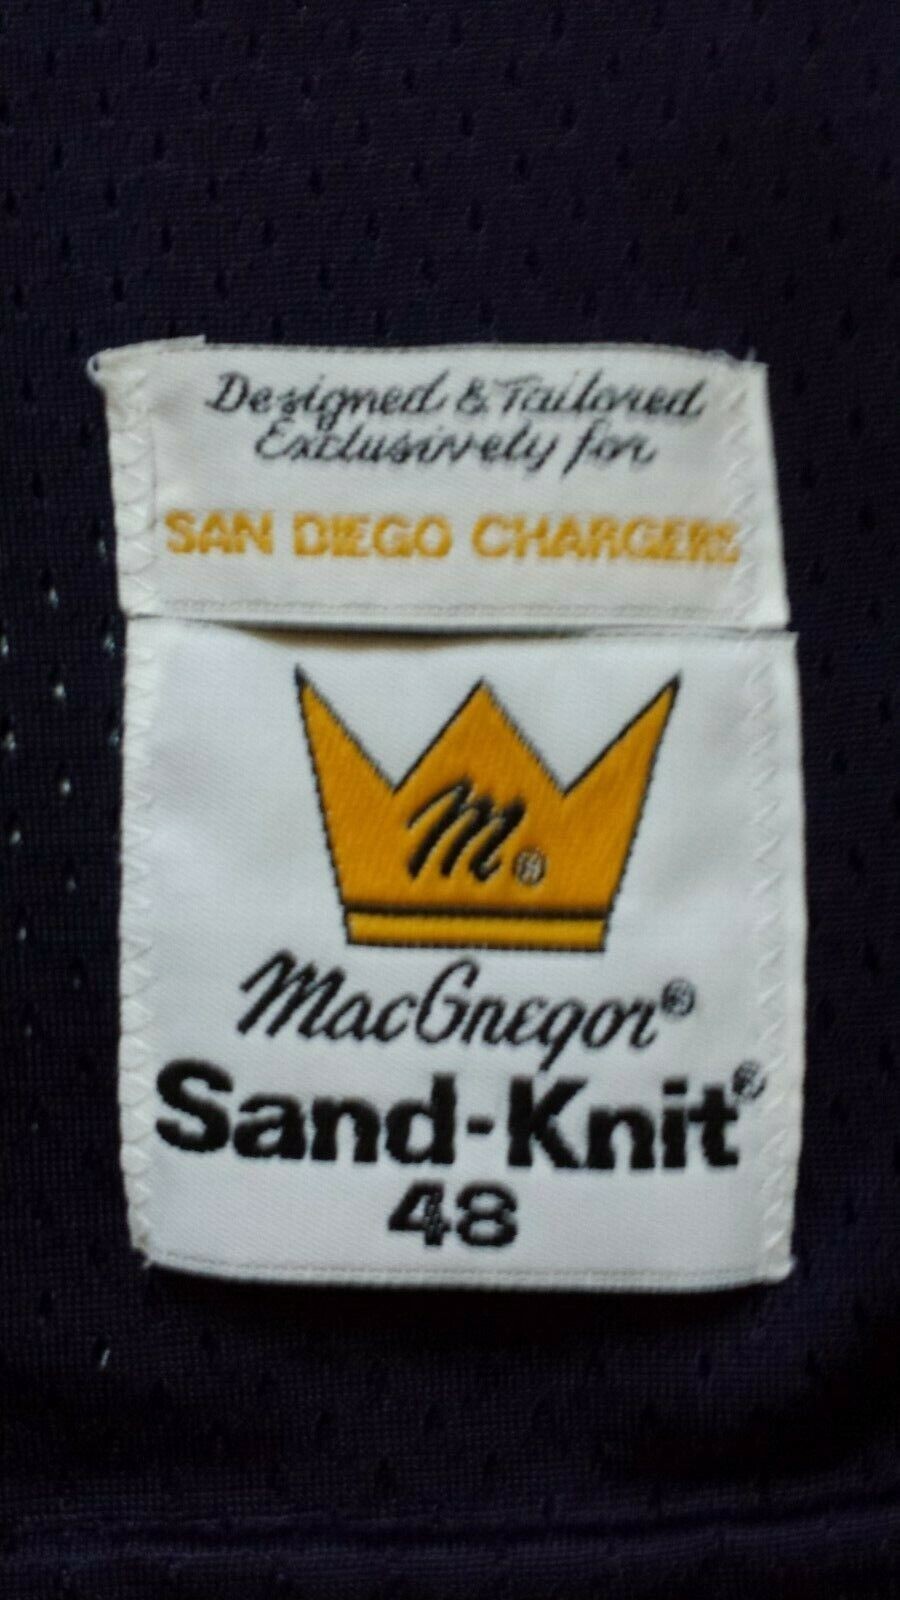 Designed & Tailored
Exclusively for
SAN DIEGO CHARGERS
M®
MacGregor®
Sand-Knit®
48